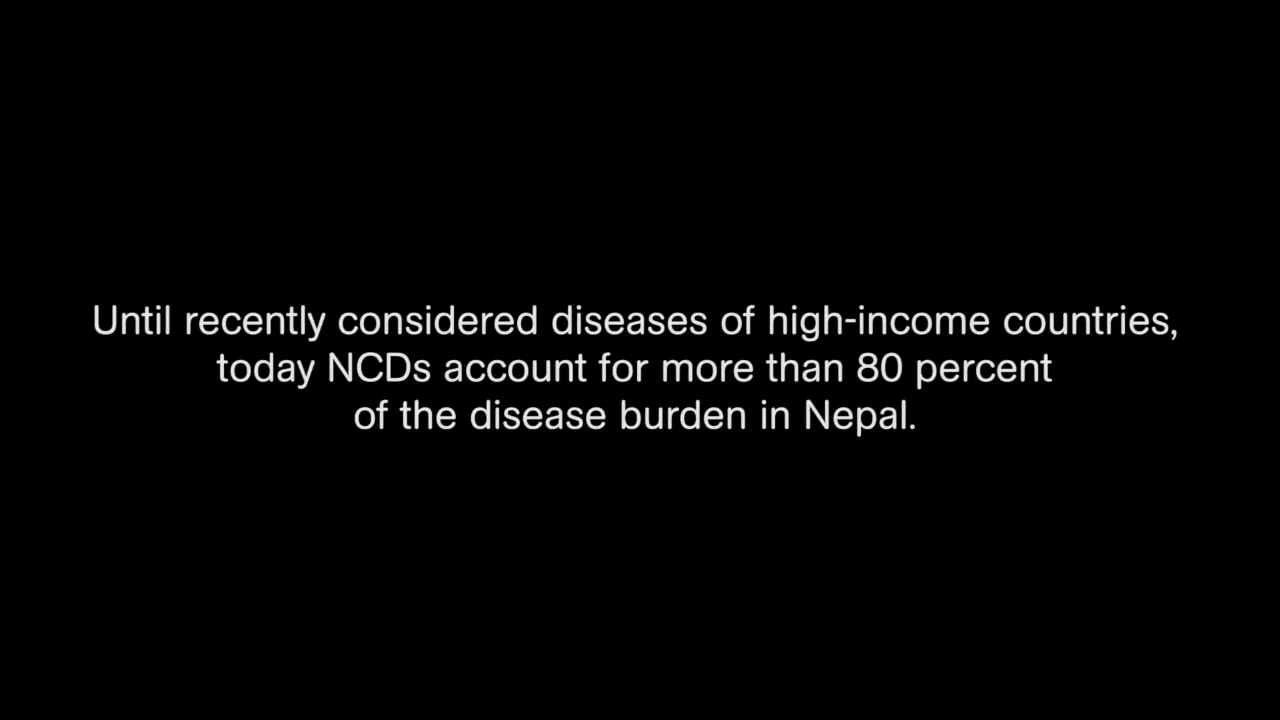 Until recently considered diseases of high-income countries,
today NCDs account for more than 80 percent
of the disease burden in Nepal.